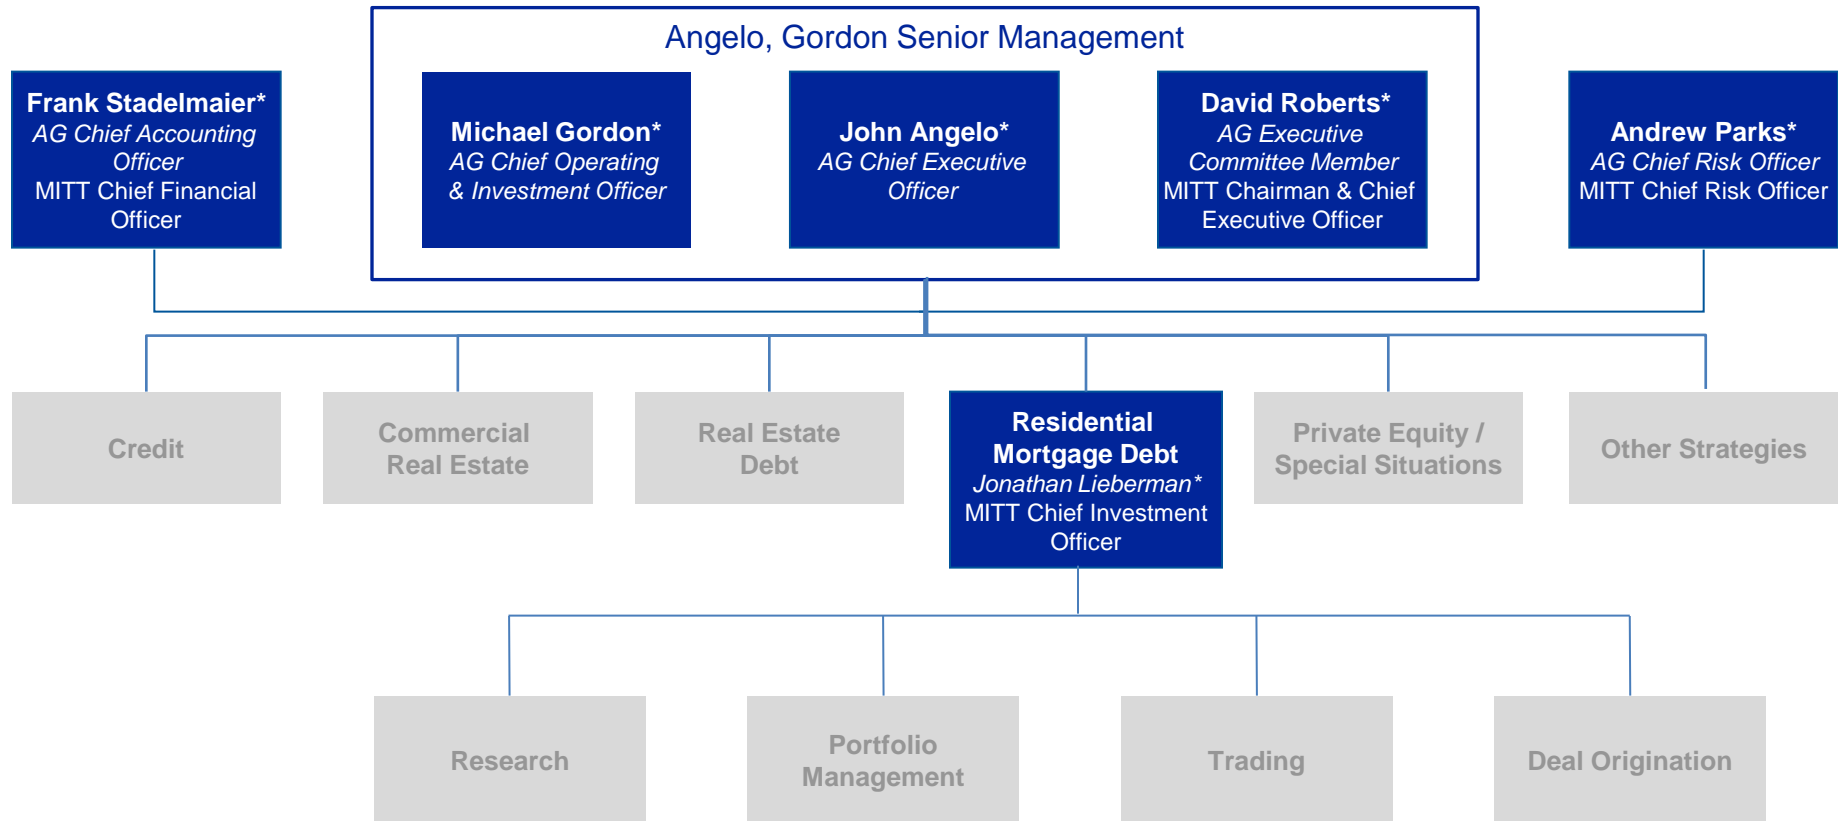 Angelo, Gordon Senior Management
Frank Stadelmaier*
AG Chief Accounting
Officer
MITT Chief Financial
Officer
Michael Gordon*
AG Chief Operating
& Investment Officer
John Angelo*
AG Chief Executive
Officer
David Roberts*
AG Executive
Committee Member
MITT Chairman & Chief
Executive Officer
Andrew Parks*
AG Chief Risk Officer
MITT Chief Risk Officer
Credit
Commercial
Real Estate
Real Estate
Debt
Residential
Mortgage Debt
Jonathan Lieberman*
MITT Chief Investment
Officer
Private Equity /
Special Situations
Other Strategies
Research
Portfolio
Management
Trading
Deal Origination